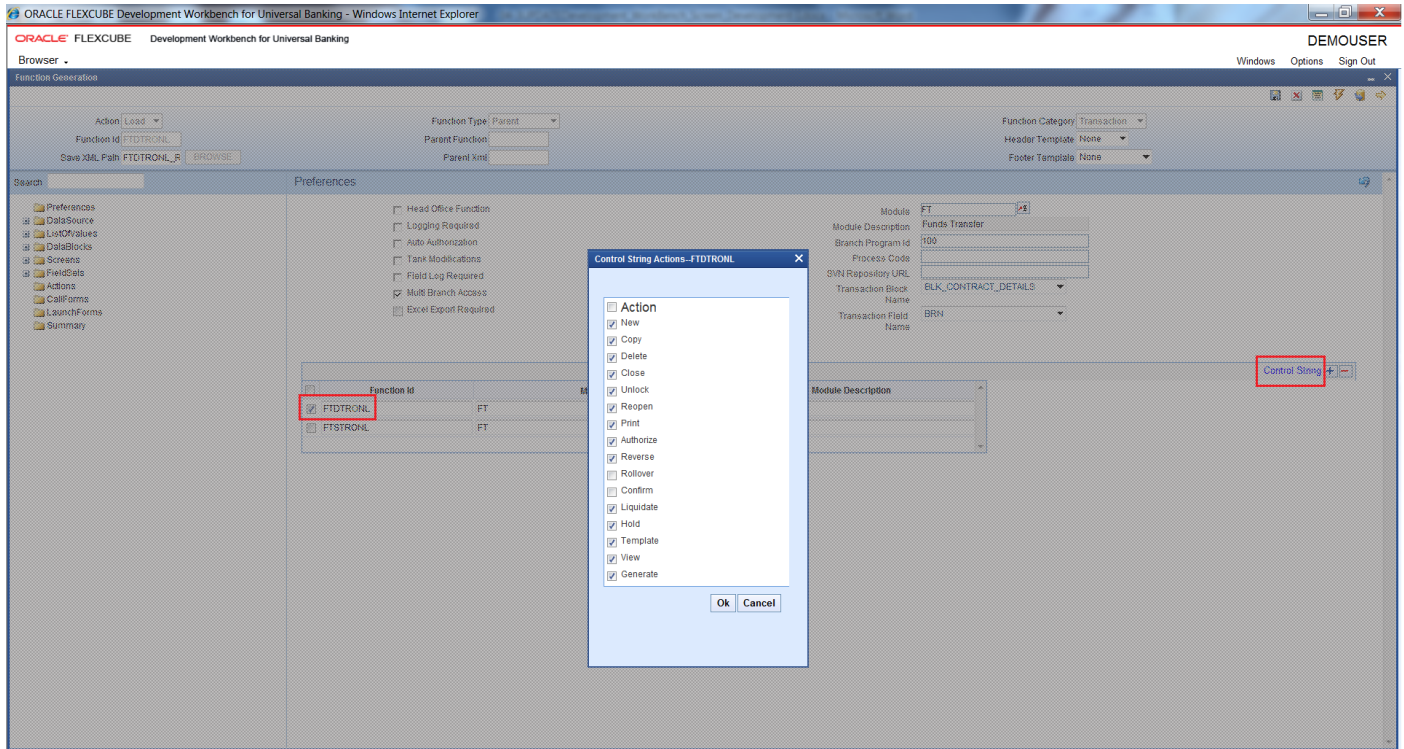 ORACLE FLEXCUBE Development Workbench for Universal Banking - Windows Internet Explorer
ORACLE FLEXCUBE Development Workbench for Universal Banking
DEMOUSER
Browser
Windows Options Sign Out
Function Generation
Action Load Function Type Parent Function Category Transaction
Function Id FTDTRONL Parent Function Header Template None
Save XML Path FTDTRONL_R BROWSE Parent Xml Footer Template None
Search Preferences
Preferences
DataSource
ListOfValues
DataBlocks
Screens
FieldSets
Actions
CallForms
LaunchForms
Summary
Head Office Function
Logging Required
Auto Authorization
Tank Modifications
Field Log Required
Multi Branch Access
Excel Export Required
Module FT
Module Description Funds Transfer
Branch Program Id 100
Process Code
SVN Repository URL
Transaction Block Name BLK_CONTRACT_DETAILS
Transaction Field Name BRN
Control String + −
Function Id M Module Description
FTDTRONL FT
FTSTRONL FT
Control String Actions--FTDTRONL X
Action
New
Copy
Delete
Close
Unlock
Reopen
Print
Authorize
Reverse
Rollover
Confirm
Liquidate
Hold
Template
View
Generate
Ok Cancel